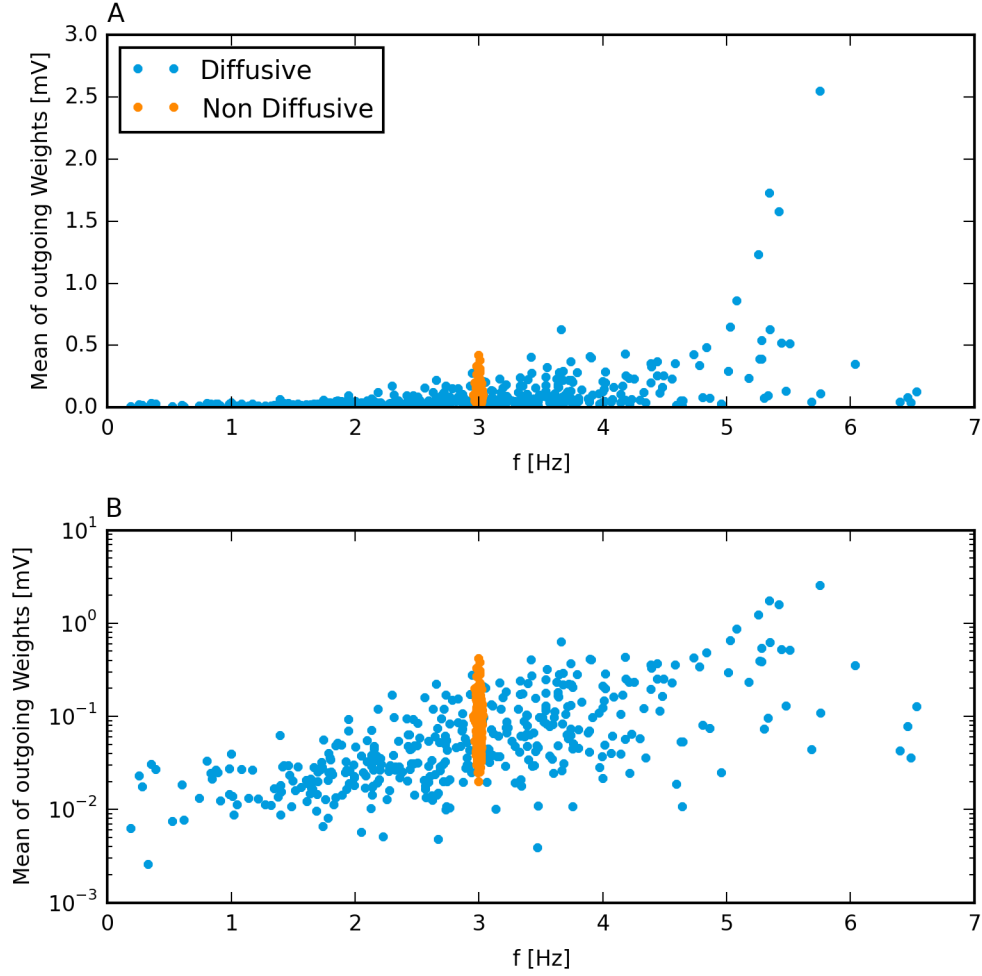 A
Mean of outgoing Weights [mV]
3.0
2.5
2.0
1.5
1.0
0.5
0.0
Diffusive
Non Diffusive
0 1 2 3 4 5 6 7
f [Hz]
B
Mean of outgoing Weights [mV]
10^1
10^0
10^-1
10^-2
10^-3
0 1 2 3 4 5 6 7
f [Hz]